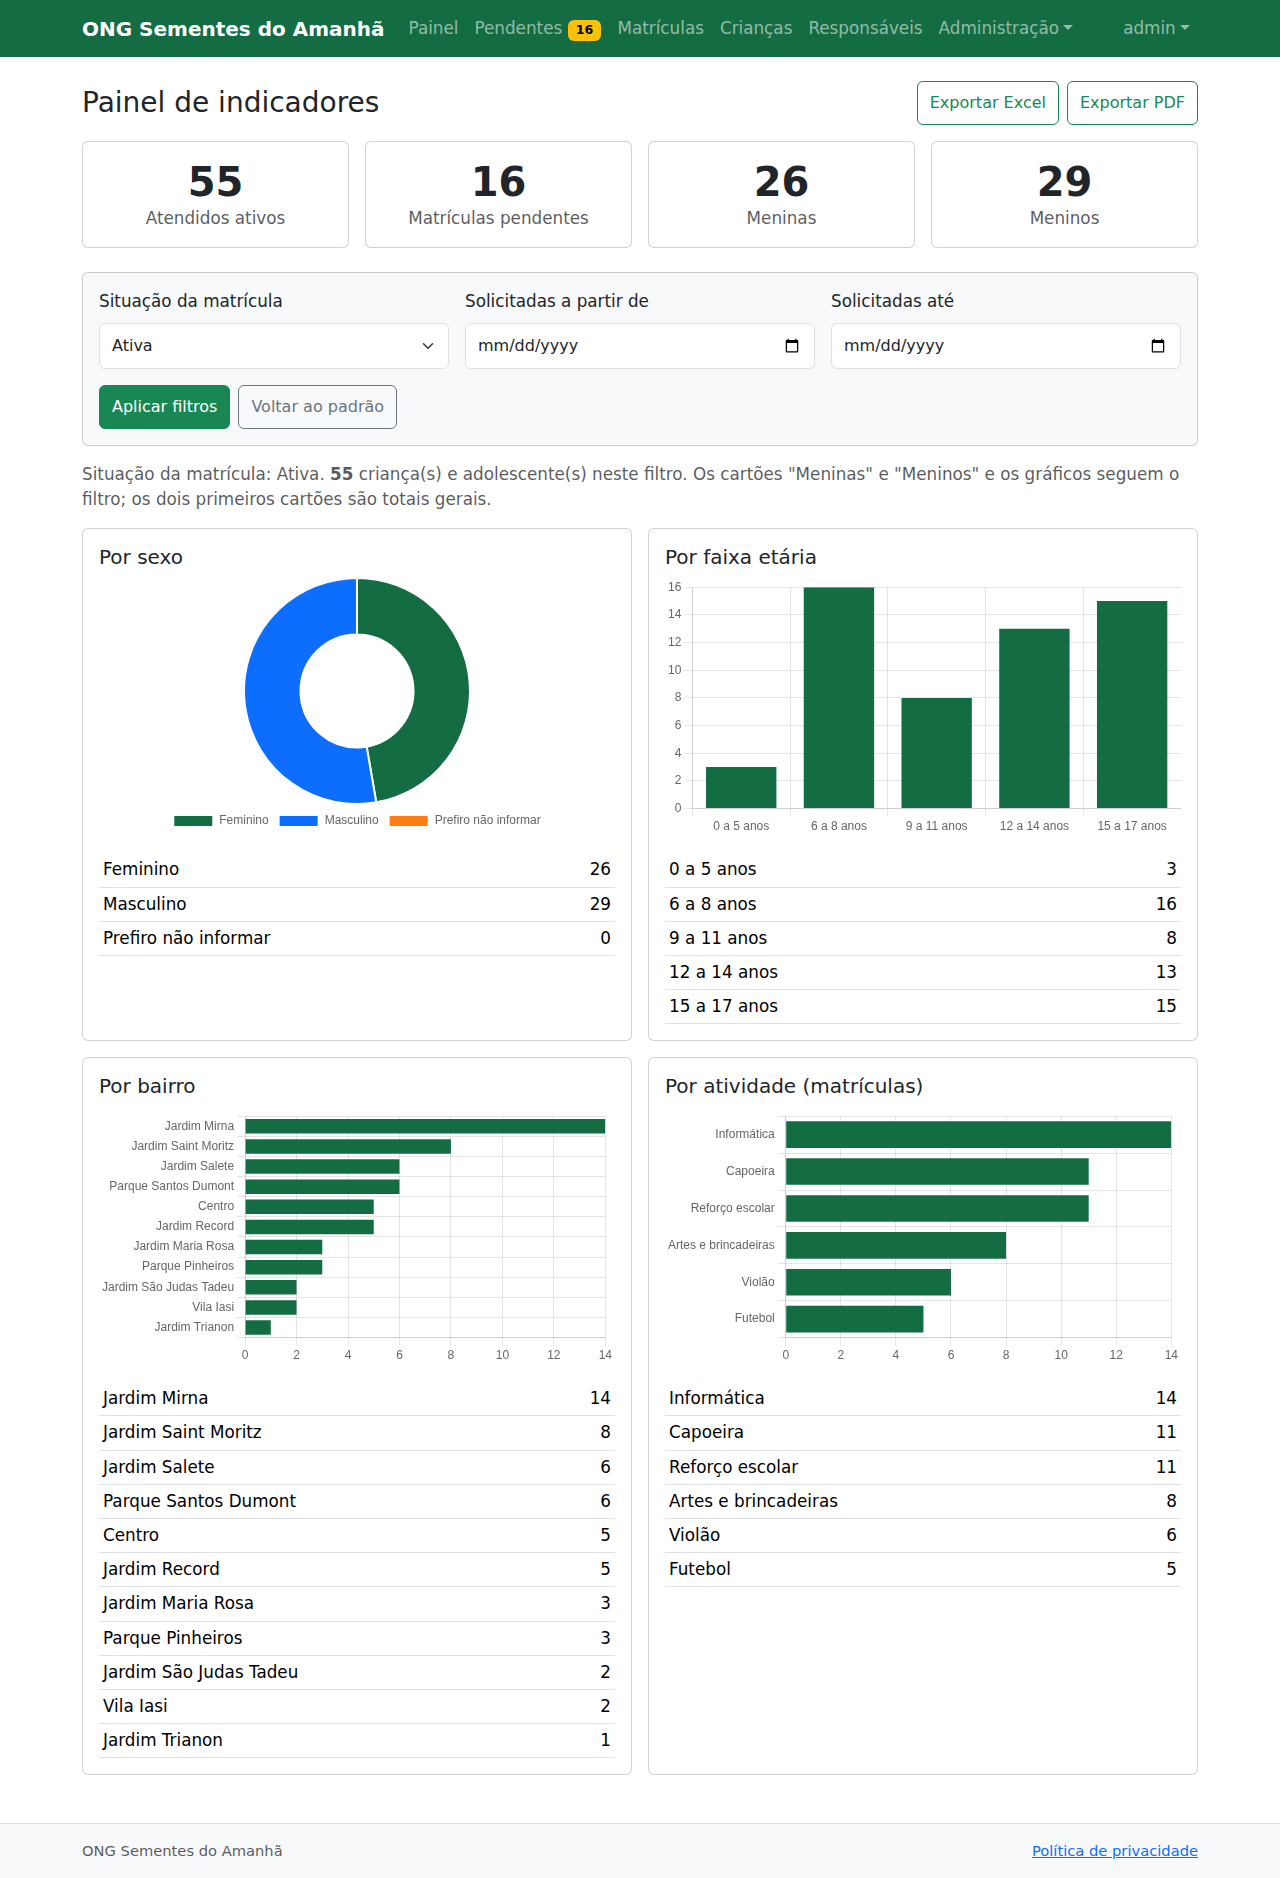 ONG Sementes do Amanhã Painel Pendentes 16 Matrículas Crianças Responsáveis Administração admin
Painel de indicadores Exportar Excel Exportar PDF
55 16 26 29
Atendidos ativos Matrículas pendentes Meninas Meninos
Situação da matrícula Solicitadas a partir de Solicitadas até
Ativa mm/dd/yyyy mm/dd/yyyy
Aplicar filtros Voltar ao padrão
Situação da matrícula: Ativa. 55 criança(s) e adolescente(s) neste filtro. Os cartões "Meninas" e "Meninos" e os gráficos seguem o
filtro; os dois primeiros cartões são totais gerais.
Por sexo
Feminino Masculino Prefiro não informar
Feminino 26
Masculino 29
Prefiro não informar 0
Por faixa etária
16
14
12
10
8
6
4
2
0
0 a 5 anos 6 a 8 anos 9 a 11 anos 12 a 14 anos 15 a 17 anos
0 a 5 anos 3
6 a 8 anos 16
9 a 11 anos 8
12 a 14 anos 13
15 a 17 anos 15
Por bairro
Jardim Mirna
Jardim Saint Moritz
Jardim Salete
Parque Santos Dumont
Centro
Jardim Record
Jardim Maria Rosa
Parque Pinheiros
Jardim São Judas Tadeu
Vila Iasi
Jardim Trianon
0 2 4 6 8 10 12 14
Jardim Mirna 14
Jardim Saint Moritz 8
Jardim Salete 6
Parque Santos Dumont 6
Centro 5
Jardim Record 5
Jardim Maria Rosa 3
Parque Pinheiros 3
Jardim São Judas Tadeu 2
Vila Iasi 2
Jardim Trianon 1
Por atividade (matrículas)
Informática
Capoeira
Reforço escolar
Artes e brincadeiras
Violão
Futebol
0 2 4 6 8 10 12 14
Informática 14
Capoeira 11
Reforço escolar 11
Artes e brincadeiras 8
Violão 6
Futebol 5
ONG Sementes do Amanhã Política de privacidade